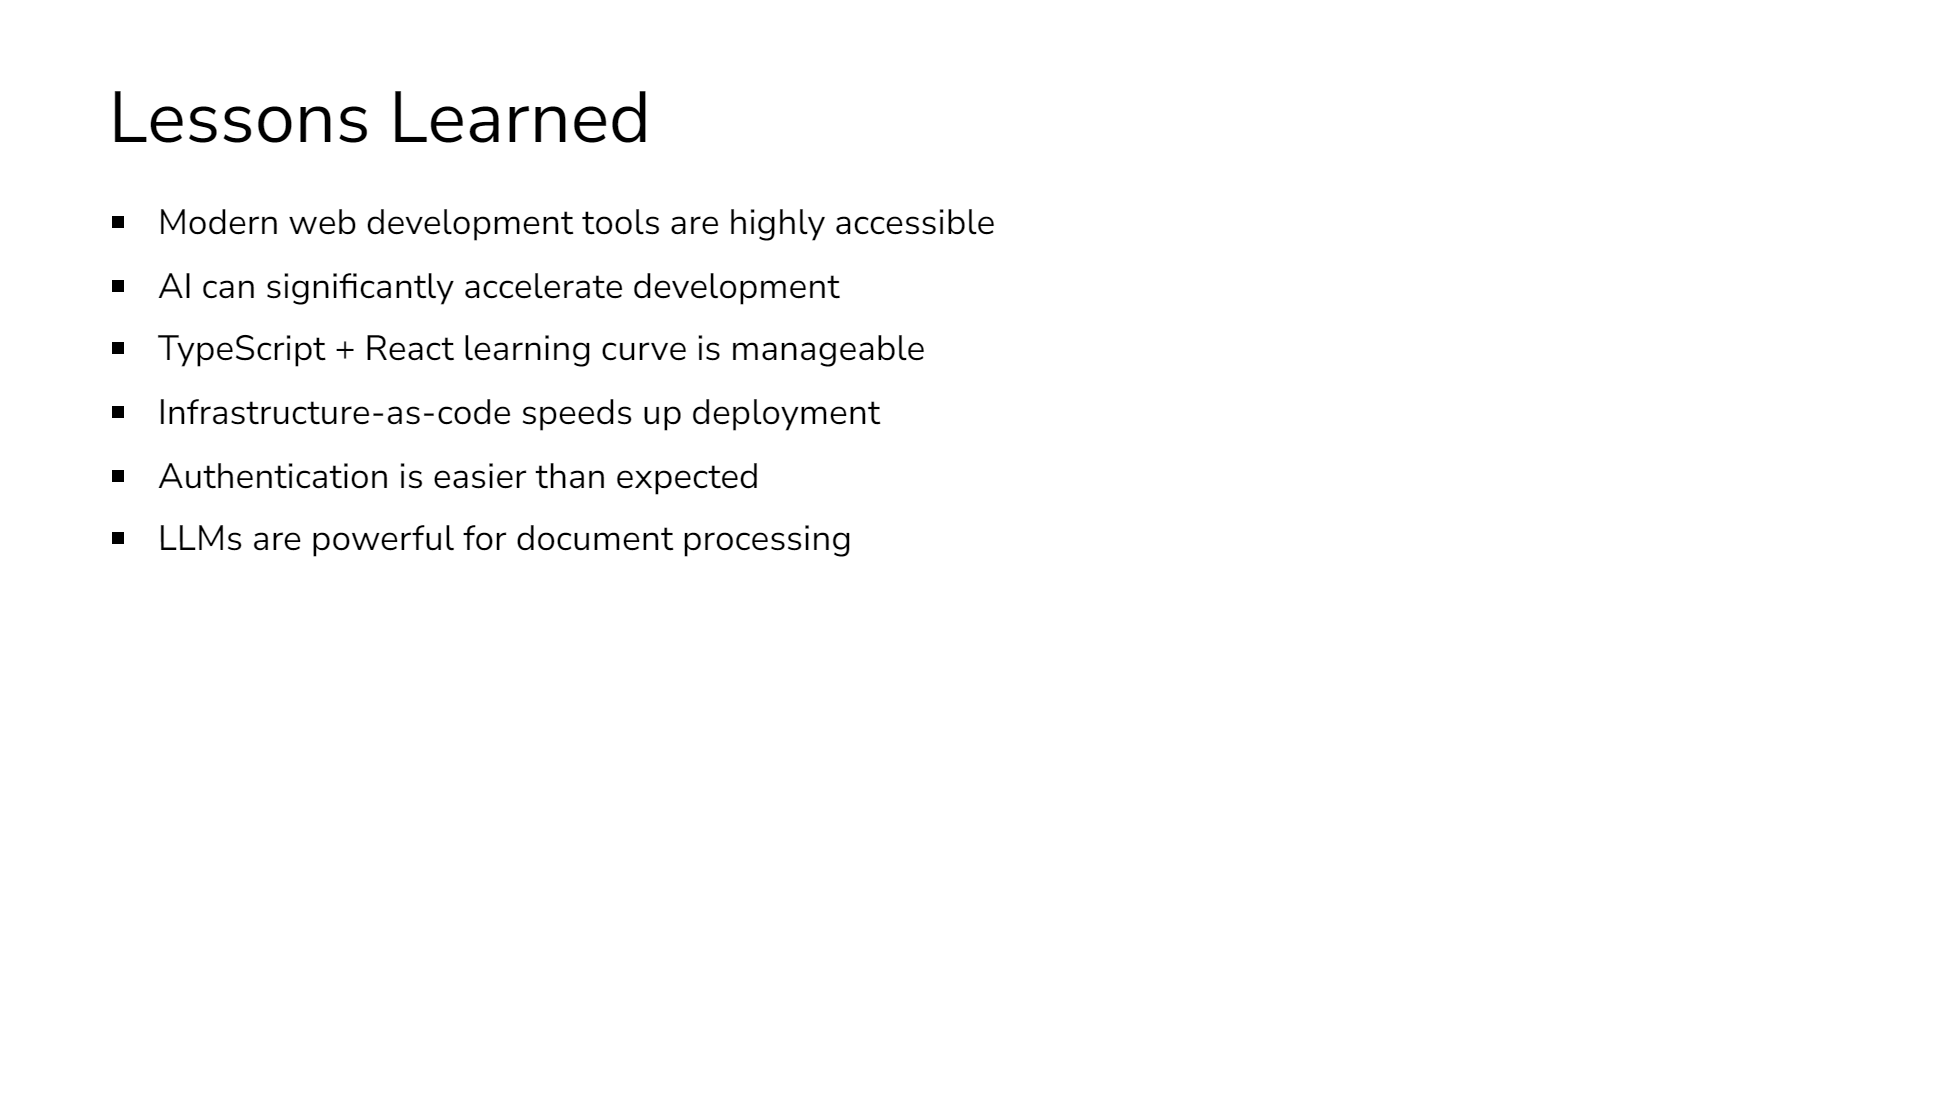 Lessons Learned
▪ Modern web development tools are highly accessible
▪ AI can significantly accelerate development
▪ TypeScript + React learning curve is manageable
▪ Infrastructure-as-code speeds up deployment
▪ Authentication is easier than expected
▪ LLMs are powerful for document processing